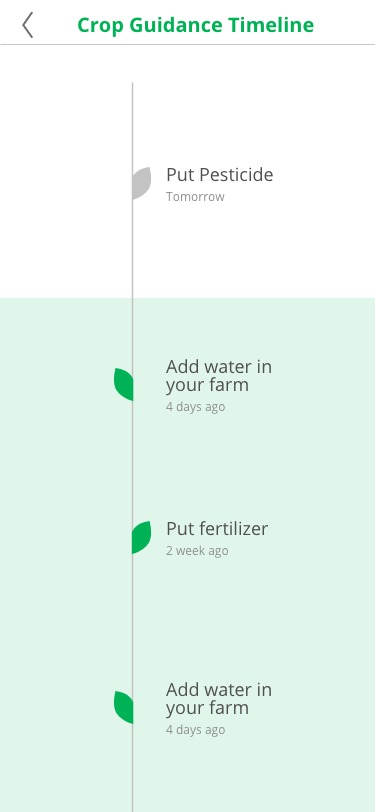 Crop Guidance Timeline
Put Pesticide
Tomorrow
Add water in
your farm
4 days ago
Put fertilizer
2 week ago
Add water in
your farm
4 days ago